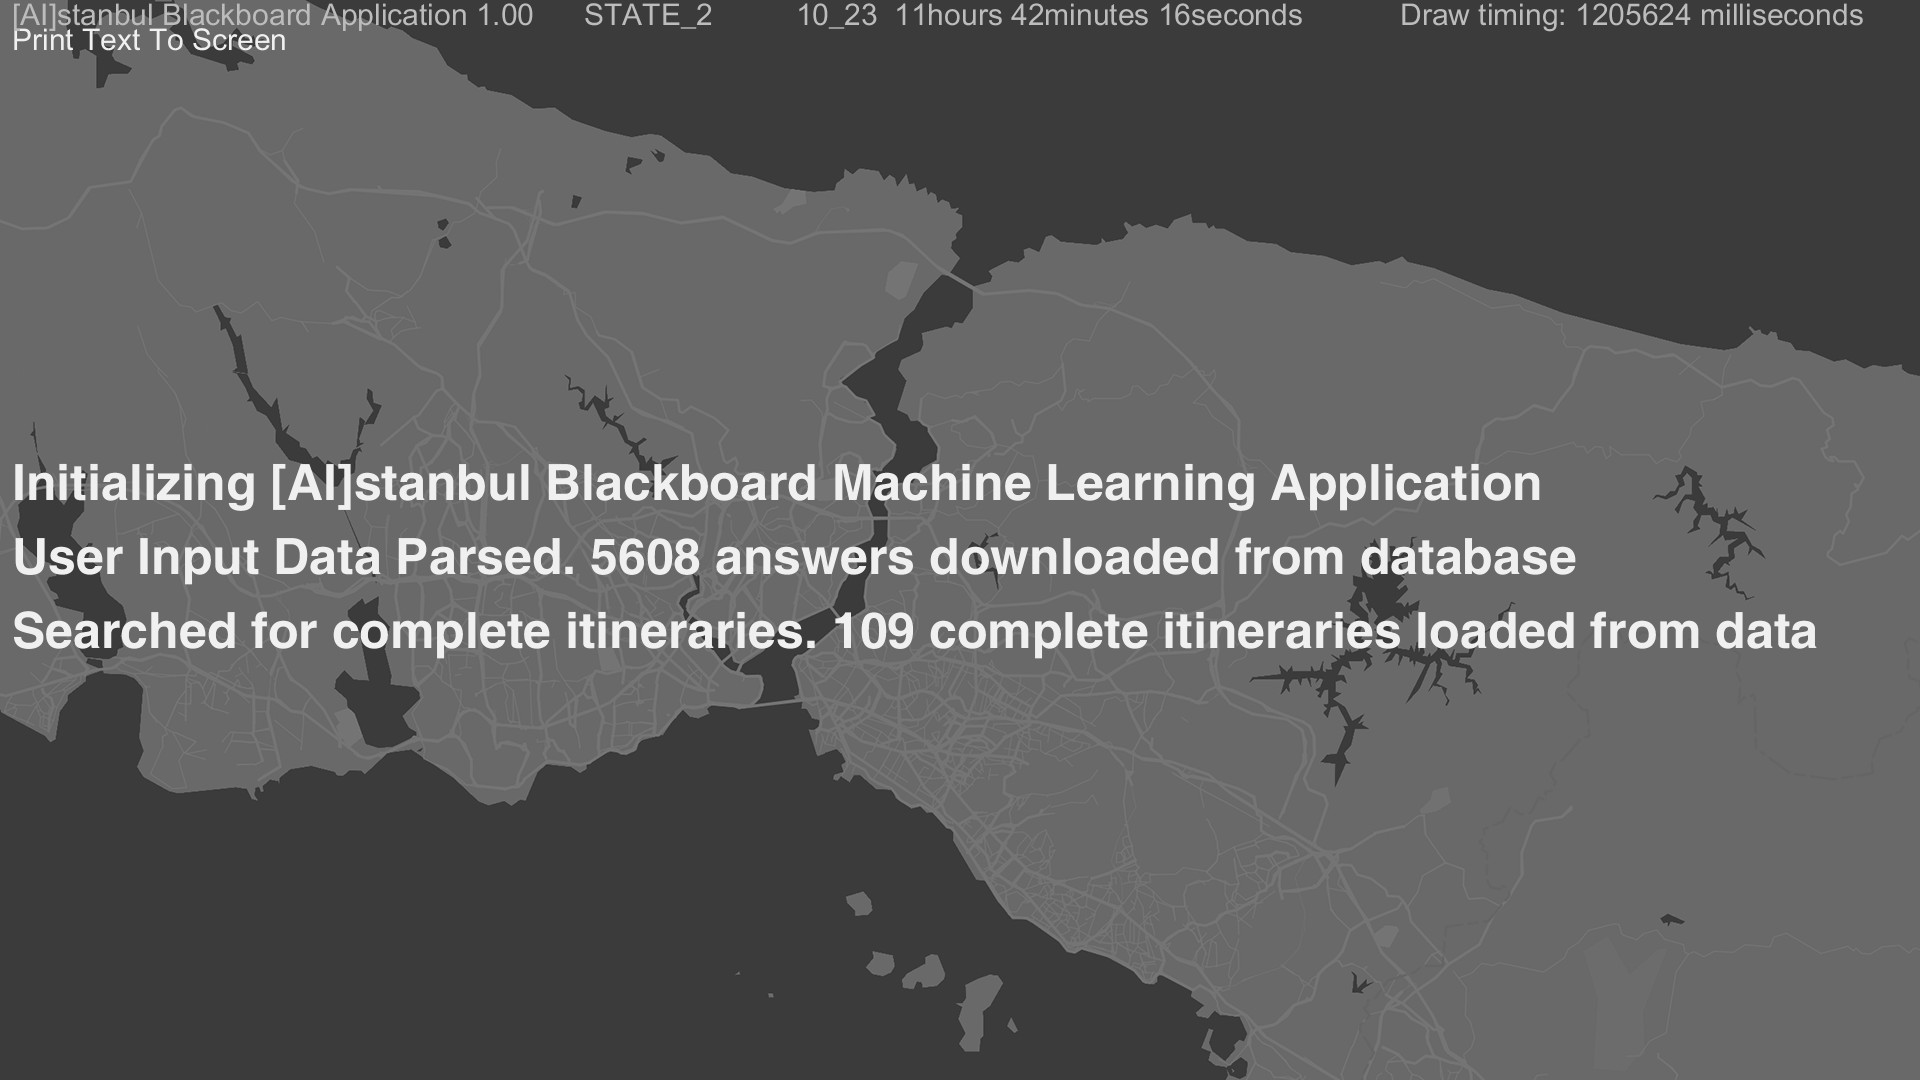 [AI]stanbul Blackboard Application 1.00 STATE_2 10_23 11hours 42minutes 16seconds Draw timing: 1205624 milliseconds
Print Text To Screen
Initializing [AI]stanbul Blackboard Machine Learning Application
User Input Data Parsed. 5608 answers downloaded from database
Searched for complete itineraries. 109 complete itineraries loaded from data